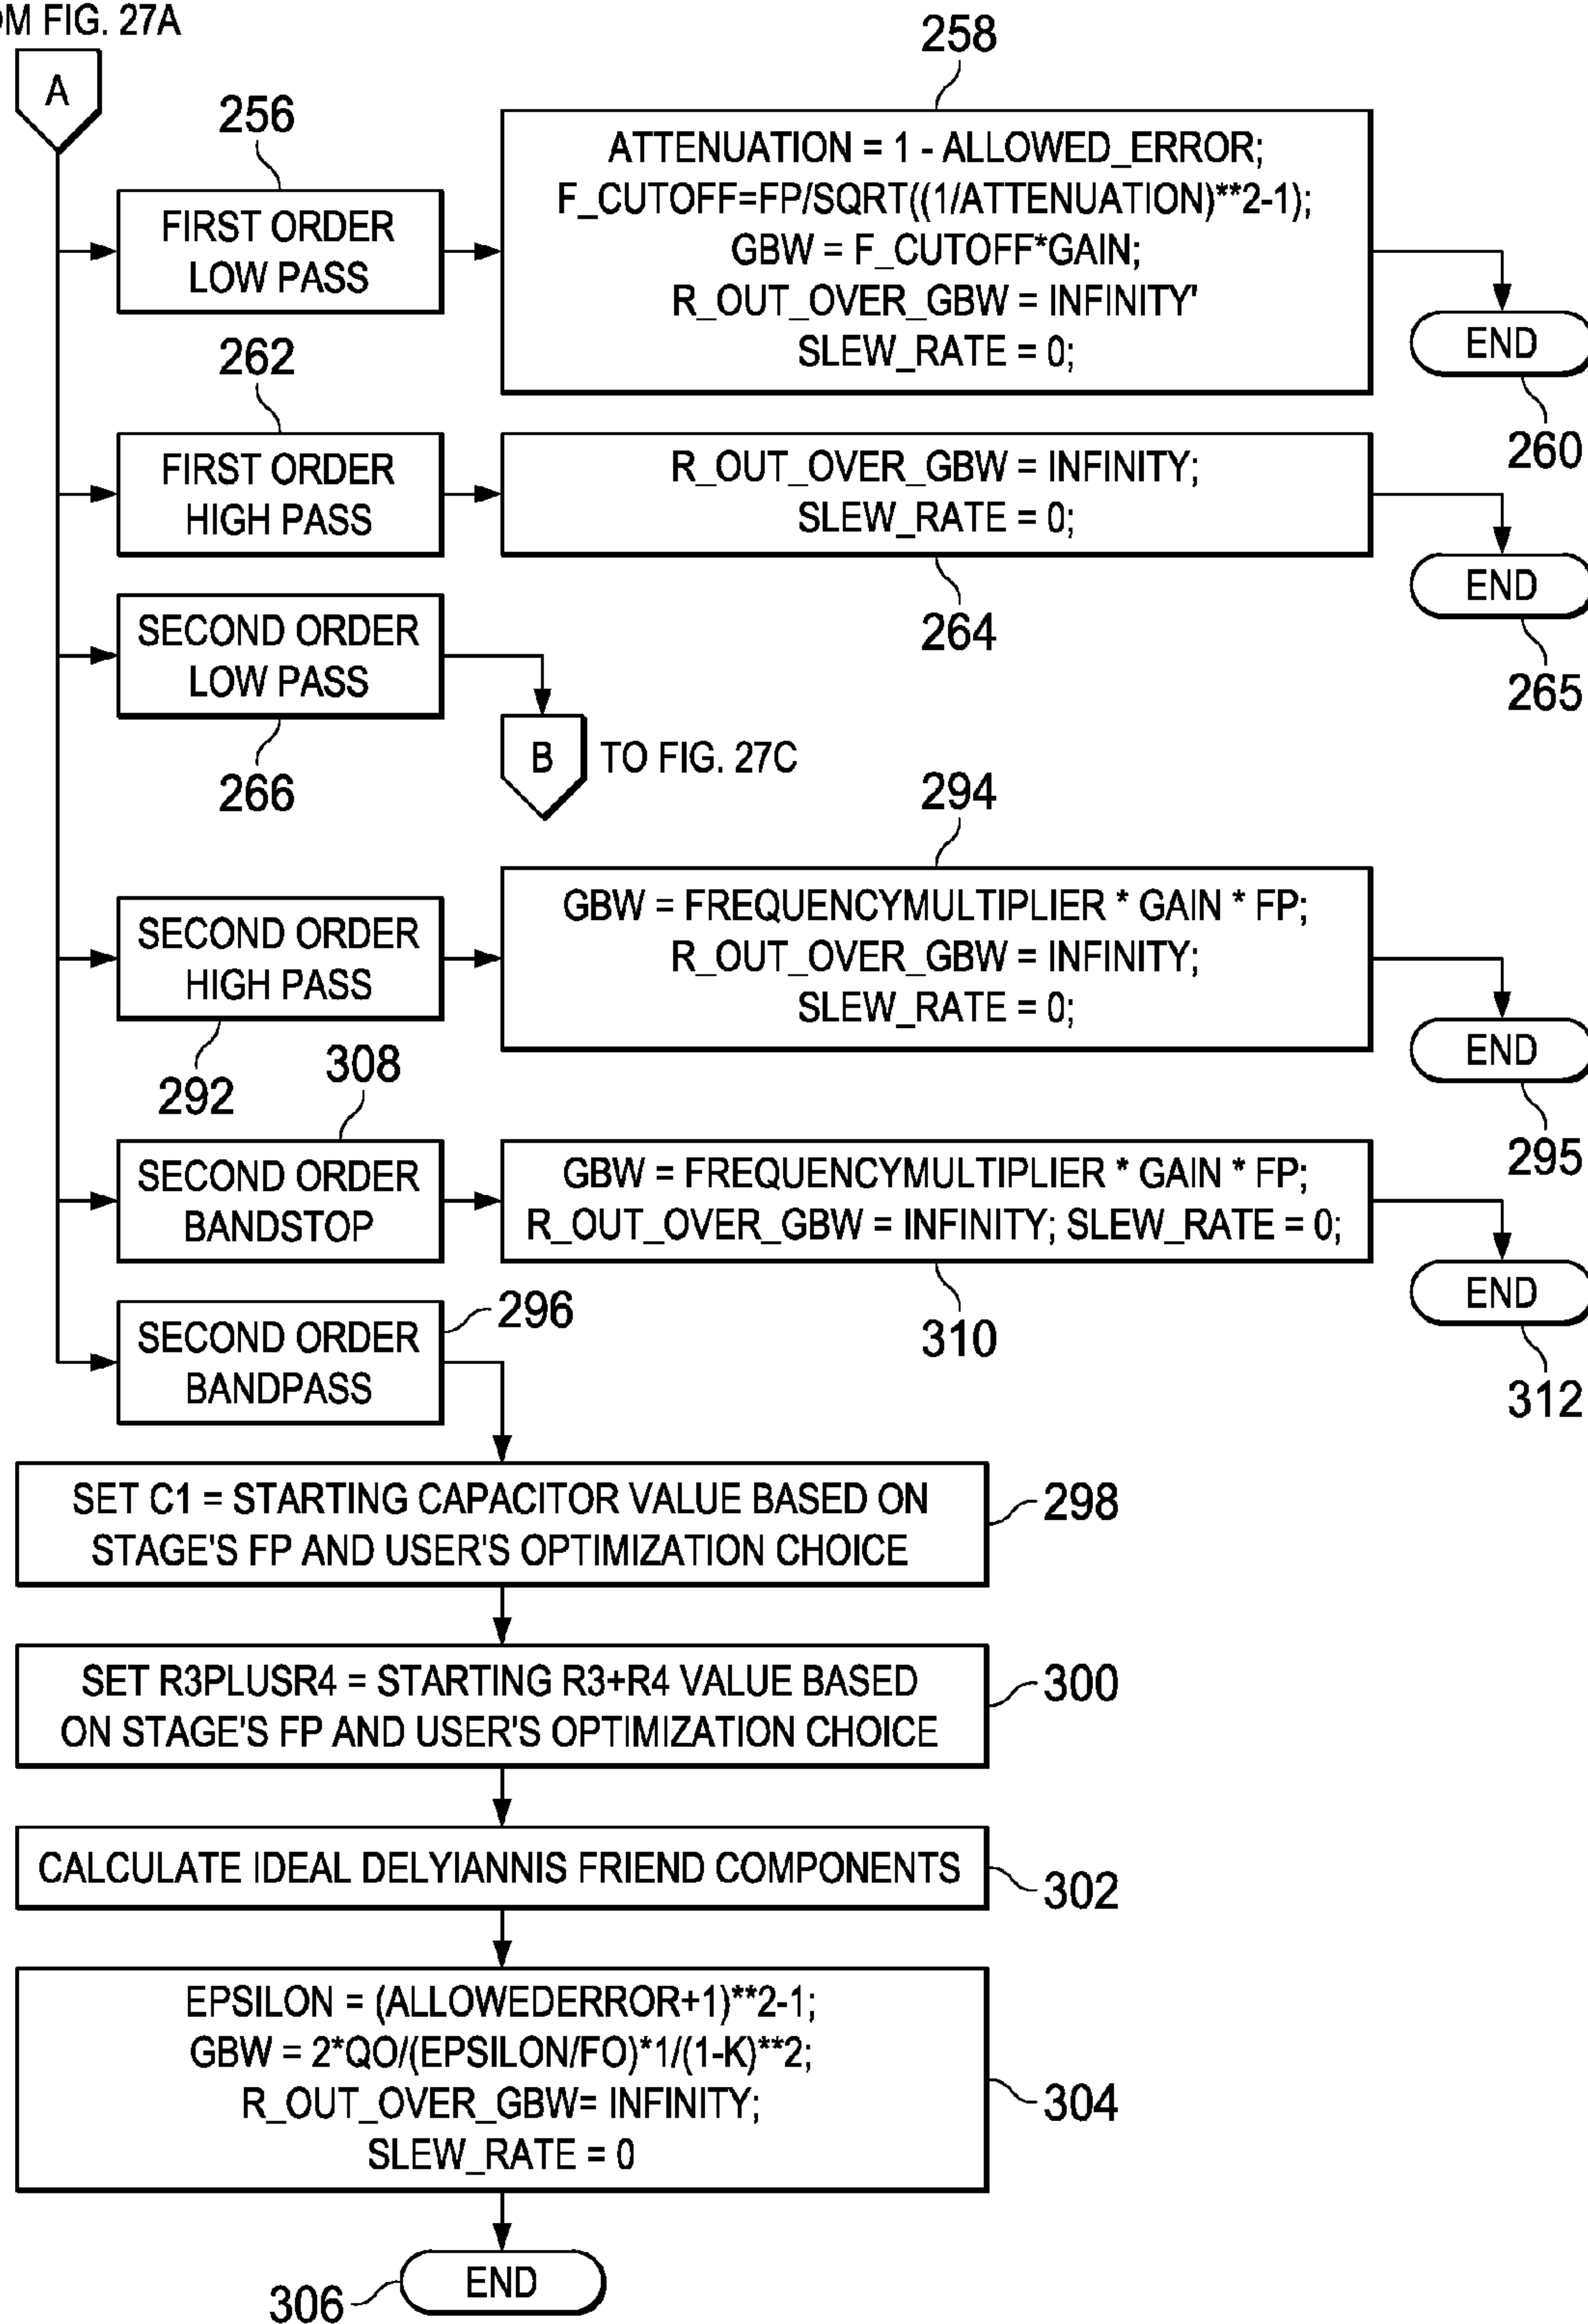 OM FIG. 27A
A
256
FIRST ORDER
LOW PASS
258
ATTENUATION = 1 - ALLOWED_ERROR;
F_CUTOFF=FP/SQRT((1/ATTENUATION)**2-1);
GBW = F_CUTOFF*GAIN;
R_OUT_OVER_GBW = INFINITY'
SLEW_RATE = 0;
END
260
262
FIRST ORDER
HIGH PASS
R_OUT_OVER_GBW = INFINITY;
SLEW_RATE = 0;
264
END
265
SECOND ORDER
LOW PASS
266
B
TO FIG. 27C
SECOND ORDER
HIGH PASS
292
294
GBW = FREQUENCYMULTIPLIER * GAIN * FP;
R_OUT_OVER_GBW = INFINITY;
SLEW_RATE = 0;
END
295
308
SECOND ORDER
BANDSTOP
GBW = FREQUENCYMULTIPLIER * GAIN * FP;
R_OUT_OVER_GBW = INFINITY; SLEW_RATE = 0;
310
END
312
SECOND ORDER
BANDPASS
296
SET C1 = STARTING CAPACITOR VALUE BASED ON
STAGE'S FP AND USER'S OPTIMIZATION CHOICE
298
SET R3PLUSR4 = STARTING R3+R4 VALUE BASED
ON STAGE'S FP AND USER'S OPTIMIZATION CHOICE
300
CALCULATE IDEAL DELYIANNIS FRIEND COMPONENTS
302
EPSILON = (ALLOWEDERROR+1)**2-1;
GBW = 2*QO/(EPSILON/FO)*1/(1-K)**2;
R_OUT_OVER_GBW= INFINITY;
SLEW_RATE = 0
304
END
306